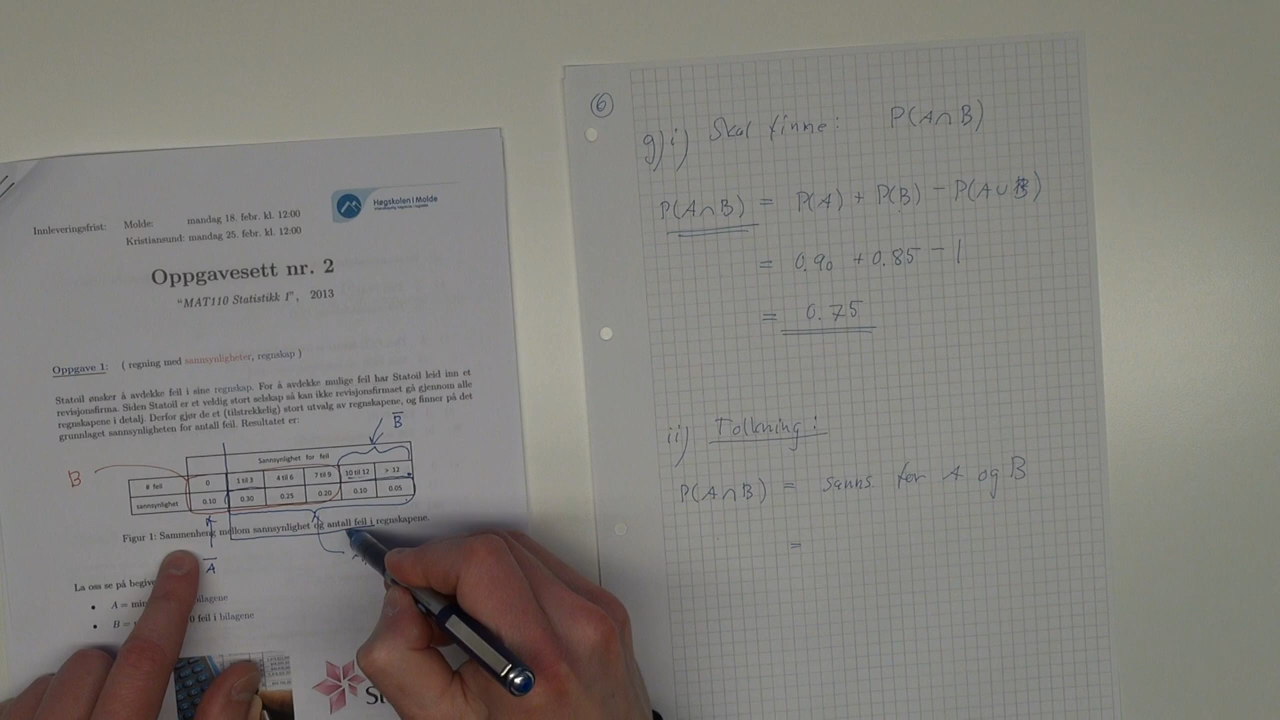 Innleveringsfrist: Molde: mandag 18. febr. kl. 12:00
Kristiansund: mandag 25. febr. kl. 12:00
Høgskolen i Molde
Oppgavesett nr. 2
"MAT110 Statistikk I", 2013
Oppgave 1: ( regning med sannsynligheter, regnskap )
Statoil ønsker å avdekke feil i sine regnskap. For å avdekke mulige feil har Statoil leid inn et
revisjonsfirma. Siden Statoil er et veldig stort selskap så kan ikke revisjonsfirmaet gå gjennom alle
regnskapene i detalj. Derfor gjør de et (tilstrekkelig) stort utvalg av regnskapene, og finner på det
grunnlaget sannsynligheten for antall feil. Resultatet er:
B̅
B
Sannsynlighet for feil
# feil 0 1 til 3 4 til 6 7 til 9 10 til 12 > 12
sannsynlighet 0.10 0.30 0.25 0.20 0.10 0.05
Figur 1: Sammenheng mellom sannsynlighet og antall feil i regnskapene.
A̅
La oss se på
• A = bilagene
• B = 0 feil i bilagene
6
g) i) Skal finne: P(A∩B)
P(A∩B) = P(A) + P(B) − P(A∪B)
= 0.90 + 0.85 − 1
= 0.75
ii) Tolkning:
P(A∩B) = sanns for A og B
=